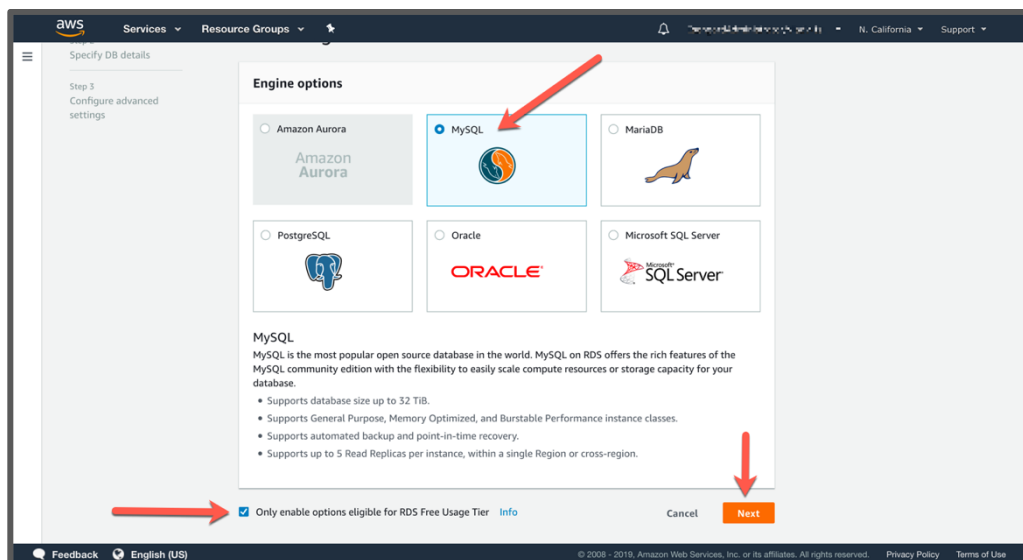 aws
Services
Resource Groups
N. California
Support
Specify DB details
Step 3
Configure advanced
settings
Engine options
Amazon Aurora
Amazon
Aurora
MySQL
MariaDB
PostgreSQL
Oracle
ORACLE
Microsoft SQL Server
Microsoft
SQL Server
MySQL
MySQL is the most popular open source database in the world. MySQL on RDS offers the rich features of the
MySQL community edition with the flexibility to easily scale compute resources or storage capacity for your
database.
• Supports database size up to 32 TiB.
• Supports General Purpose, Memory Optimized, and Burstable Performance instance classes.
• Supports automated backup and point-in-time recovery.
• Supports up to 5 Read Replicas per instance, within a single Region or cross-region.
Only enable options eligible for RDS Free Usage Tier Info
Cancel
Next
Feedback
English (US)
© 2008 - 2019, Amazon Web Services, Inc. or its affiliates. All rights reserved.
Privacy Policy
Terms of Use